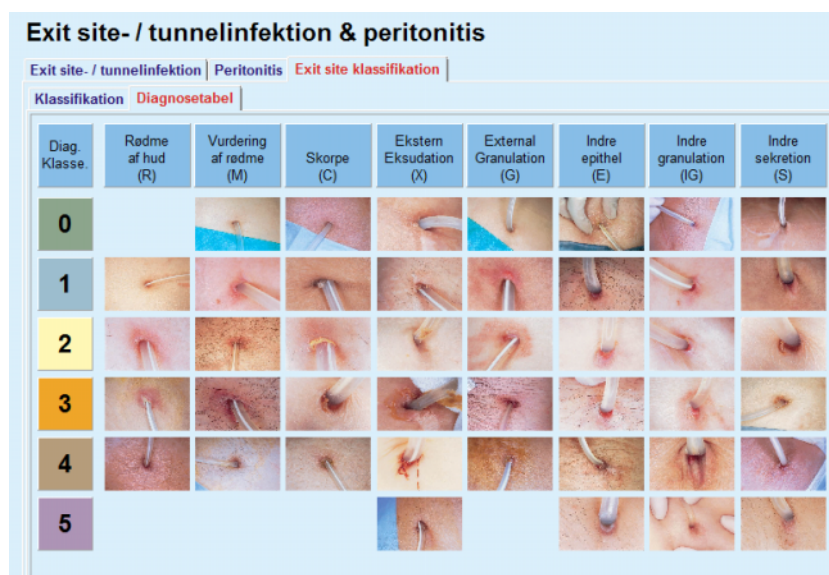 Exit site- / tunnelinfektion & peritonitis
Exit site- / tunnelinfektion Peritonitis Exit site klassifikation
Klassifikation Diagnosetabel
Diag.
Klasse.
Rødme
af hud
(R)
Vurdering
af rødme
(M)
Skorpe
(C)
Ekstern
Eksudation
(X)
External
Granulation
(G)
Indre
epithel
(E)
Indre
granulation
(IG)
Indre
sekretion
(S)
0
1
2
3
4
5